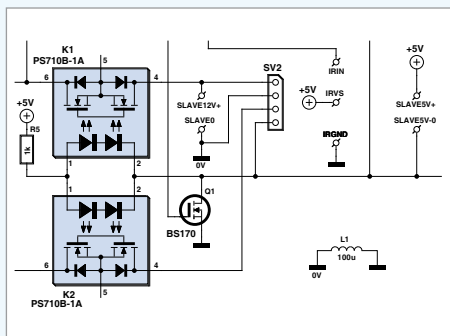 K1
PS710B-1A
6
5
4
+5V
R5
1k
1
2
SLAVE12V+
SLAVE0
0V
SV2
+5V
IRIN
IRVS
IRGND
+5V
SLAVE5V+
SLAVE5V-0
1
2
Q1
BS170
6
5
4
K2
PS710B-1A
L1
100u
0V